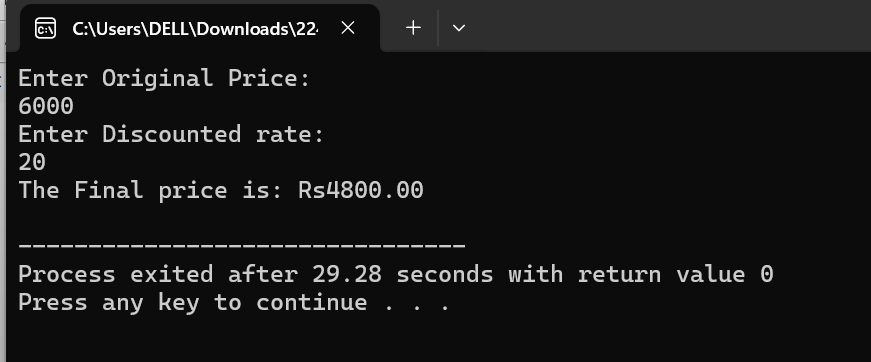 C:\Users\DELL\Downloads\22
Enter Original Price:
6000
Enter Discounted rate:
20
The Final price is: Rs4800.00
--------------------------------
Process exited after 29.28 seconds with return value 0
Press any key to continue . . .